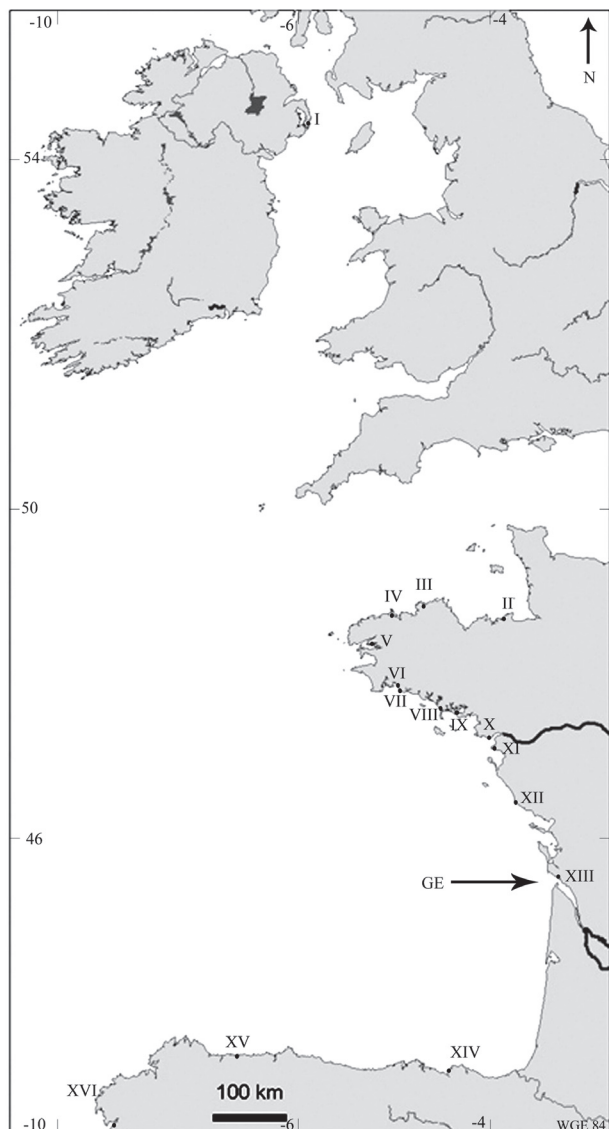 -10 -6 -4
N
I
54
50
III
IV II
V
VI
VII
VIII IX X
XI
XII
46
XIII
GE
XV XIV
XVI 100 km
-10 -6 -4 WGE 84